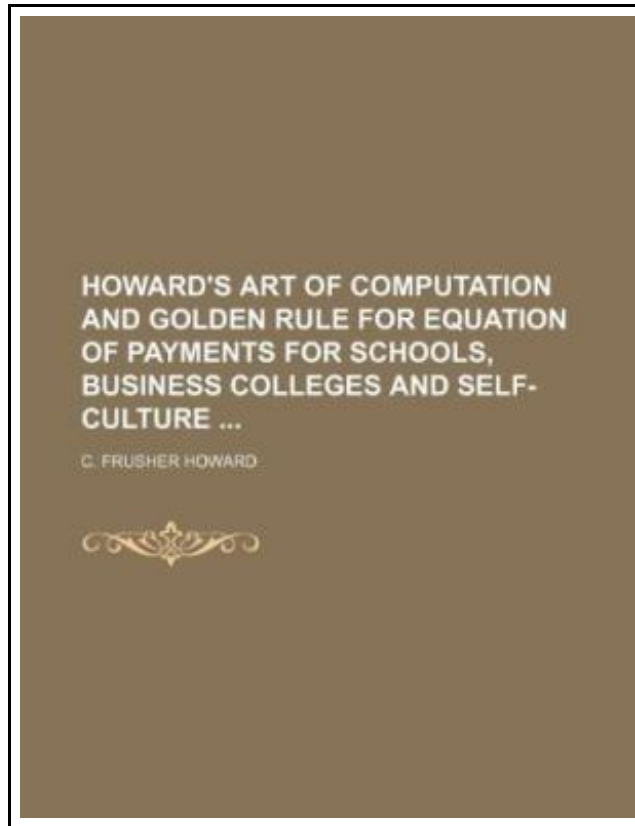 HOWARD'S ART OF COMPUTATION
AND GOLDEN RULE FOR EQUATION
OF PAYMENTS FOR SCHOOLS,
BUSINESS COLLEGES AND SELF-
CULTURE ...
C. FRUSHER HOWARD